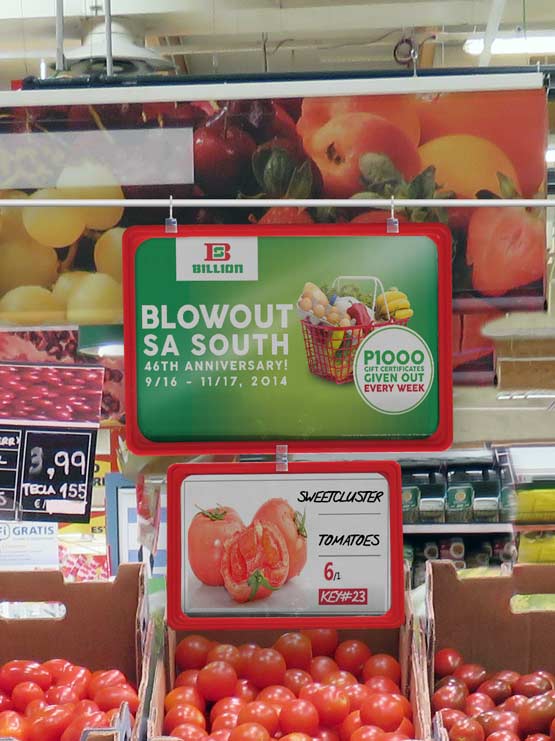 BILLION
BLOWOUT
SA SOUTH
46TH ANNIVERSARY!
9/16 - 11/17, 2014
P1000
GIFT CERTIFICATES
GIVEN OUT
EVERY WEEK
3,99
TECLA 155
€/
GRATIS
SWEETCLUSTER
TOMATOES
6/1
KEY#23